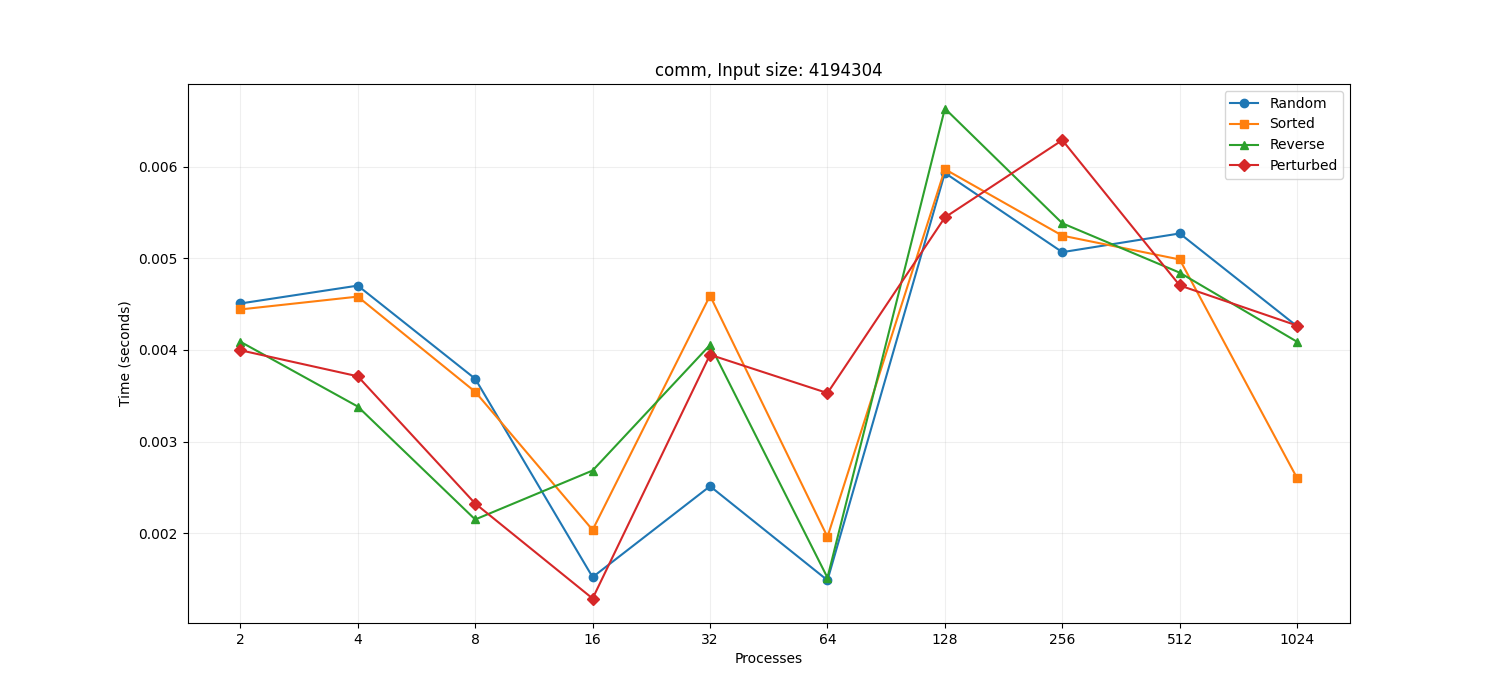 comm, Input size: 4194304
Random
Sorted
Reverse
Perturbed
0.006
0.005
0.004
0.003
0.002
Time (seconds)
2 4 8 16 32 64 128 256 512 1024
Processes